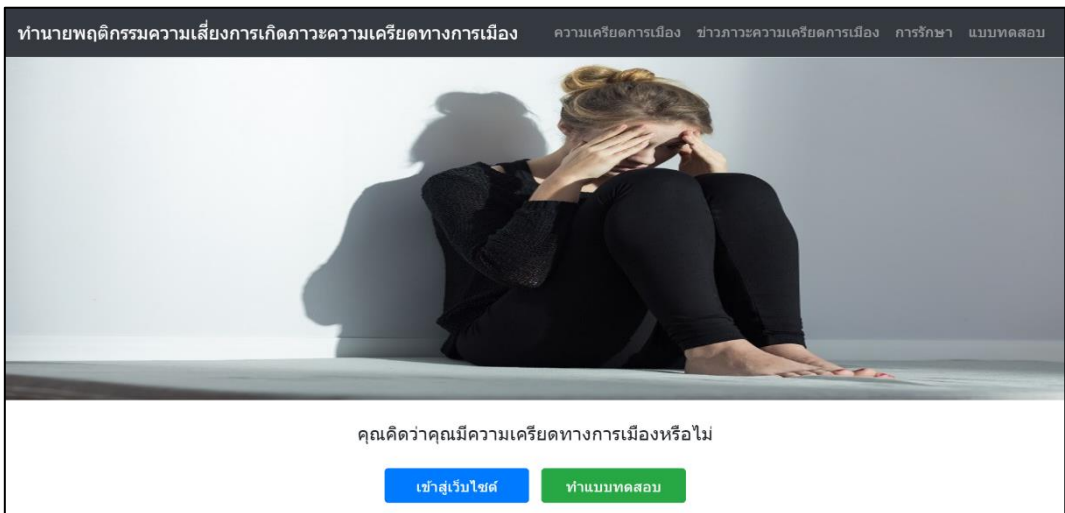 ทำนายพฤติกรรมความเสี่ยงการเกิดภาวะความเครียดทางการเมือง ความเครียดการเมือง ข่าวภาวะความเครียดการเมือง การรักษา แบบทดสอบ
คุณคิดว่าคุณมีความเครียดทางการเมืองหรือไม่
เข้าสู่เว็บไซต์ ทำแบบทดสอบ